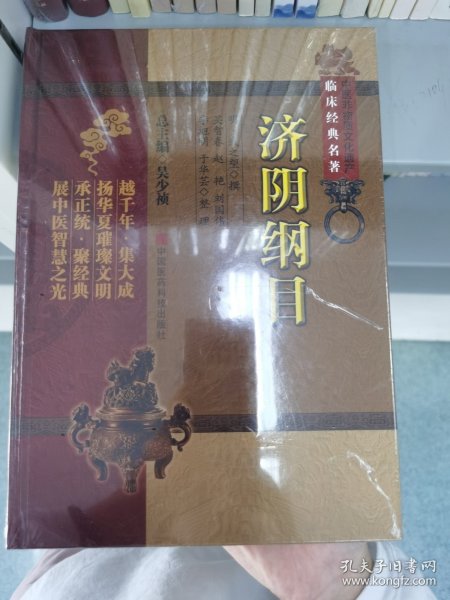 济阴纲目
临床经典名著
总主编◇吴少祯
越千年·集大成
扬华夏璀璨文明
承正统·聚经典
展中医智慧之光
中国医药科技出版社
孔夫子旧书网
www.kongfz.com